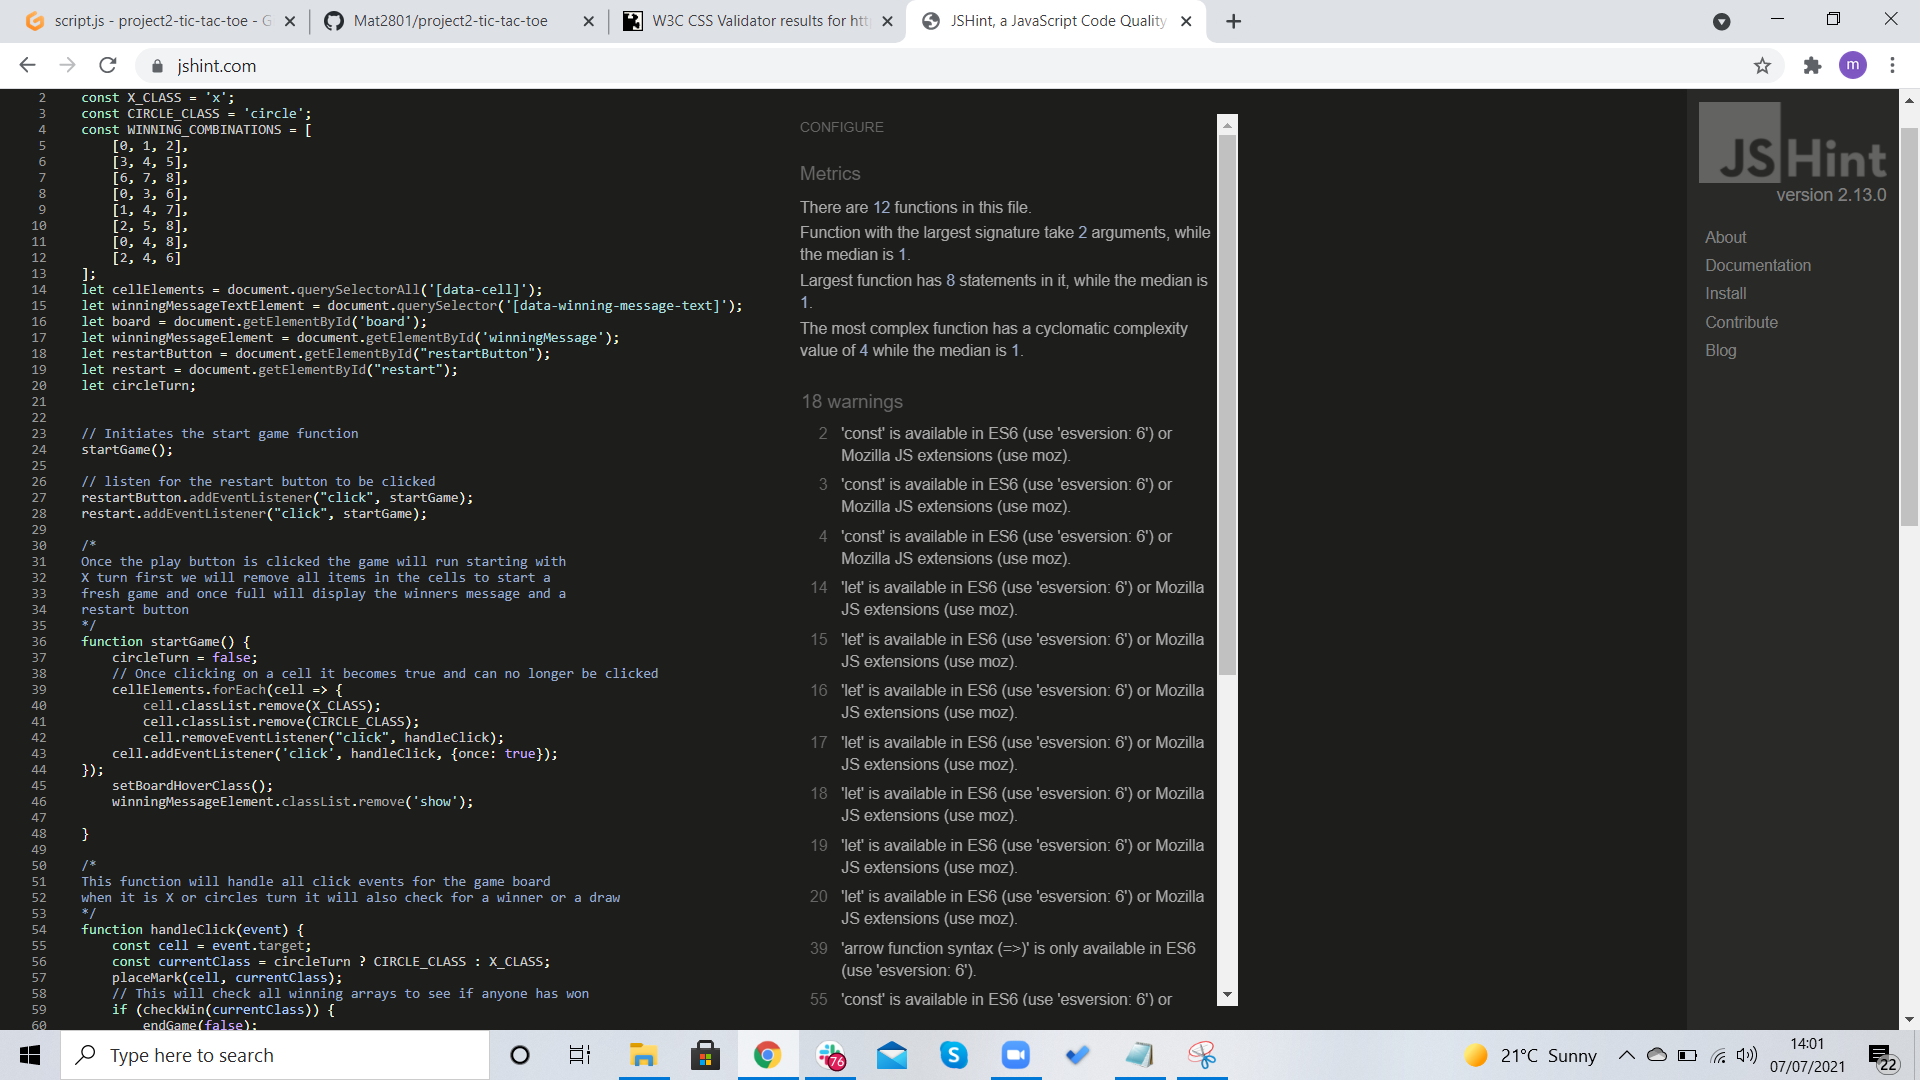 script.js - project2-tic-tac-toe - G
Mat2801/project2-tic-tac-toe
W3C CSS Validator results for htt
JSHint, a JavaScript Code Quality
jshint.com
m
2 const X_CLASS = 'x';
3 const CIRCLE_CLASS = 'circle';
4 const WINNING_COMBINATIONS = [
5 [0, 1, 2],
6 [3, 4, 5],
7 [6, 7, 8],
8 [0, 3, 6],
9 [1, 4, 7],
10 [2, 5, 8],
11 [0, 4, 8],
12 [2, 4, 6]
13 ];
14 let cellElements = document.querySelectorAll('[data-cell]');
15 let winningMessageTextElement = document.querySelector('[data-winning-message-text]');
16 let board = document.getElementById('board');
17 let winningMessageElement = document.getElementById('winningMessage');
18 let restartButton = document.getElementById("restartButton");
19 let restart = document.getElementById("restart");
20 let circleTurn;
21
22
23 // Initiates the start game function
24 startGame();
25
26 // listen for the restart button to be clicked
27 restartButton.addEventListener("click", startGame);
28 restart.addEventListener("click", startGame);
29
30 /*
31 Once the play button is clicked the game will run starting with
32 X turn first we will remove all items in the cells to start a
33 fresh game and once full will display the winners message and a
34 restart button
35 */
36 function startGame() {
37 circleTurn = false;
38 // Once clicking on a cell it becomes true and can no longer be clicked
39 cellElements.forEach(cell => {
40 cell.classList.remove(X_CLASS);
41 cell.classList.remove(CIRCLE_CLASS);
42 cell.removeEventListener("click", handleClick);
43 cell.addEventListener('click', handleClick, {once: true});
44 });
45 setBoardHoverClass();
46 winningMessageElement.classList.remove('show');
47
48 }
49
50 /*
51 This function will handle all click events for the game board
52 when it is X or circles turn it will also check for a winner or a draw
53 */
54 function handleClick(event) {
55 const cell = event.target;
56 const currentClass = circleTurn ? CIRCLE_CLASS : X_CLASS;
57 placeMark(cell, currentClass);
58 // This will check all winning arrays to see if anyone has won
59 if (checkWin(currentClass)) {
60 endGame(false);
CONFIGURE
Metrics
There are 12 functions in this file.
Function with the largest signature take 2 arguments, while
the median is 1.
Largest function has 8 statements in it, while the median is
1.
The most complex function has a cyclomatic complexity
value of 4 while the median is 1.
18 warnings
2 'const' is available in ES6 (use 'esversion: 6') or
Mozilla JS extensions (use moz).
3 'const' is available in ES6 (use 'esversion: 6') or
Mozilla JS extensions (use moz).
4 'const' is available in ES6 (use 'esversion: 6') or
Mozilla JS extensions (use moz).
14 'let' is available in ES6 (use 'esversion: 6') or Mozilla
JS extensions (use moz).
15 'let' is available in ES6 (use 'esversion: 6') or Mozilla
JS extensions (use moz).
16 'let' is available in ES6 (use 'esversion: 6') or Mozilla
JS extensions (use moz).
17 'let' is available in ES6 (use 'esversion: 6') or Mozilla
JS extensions (use moz).
18 'let' is available in ES6 (use 'esversion: 6') or Mozilla
JS extensions (use moz).
19 'let' is available in ES6 (use 'esversion: 6') or Mozilla
JS extensions (use moz).
20 'let' is available in ES6 (use 'esversion: 6') or Mozilla
JS extensions (use moz).
39 'arrow function syntax (=>)' is only available in ES6
(use 'esversion: 6').
55 'const' is available in ES6 (use 'esversion: 6') or
JSHint
version 2.13.0
About
Documentation
Install
Contribute
Blog
Type here to search
76
21°C Sunny
14:01
07/07/2021
22